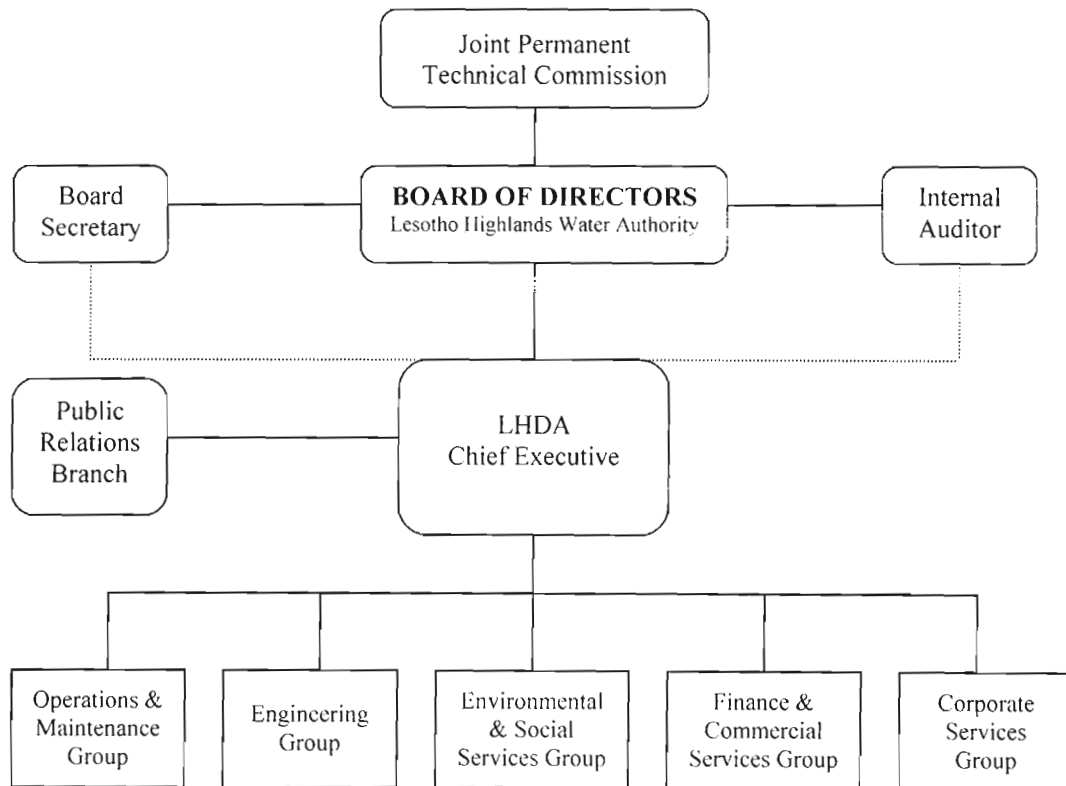 Joint Permanent
Technical Commission
Board
Secretary
BOARD OF DIRECTORS
Lesotho Highlands Water Authority
Internal
Auditor
Public
Relations
Branch
LHDA
Chief Executive
Operations &
Maintenance
Group
Engineering
Group
Environmental
& Social
Services Group
Finance &
Commercial
Services Group
Corporate
Services
Group